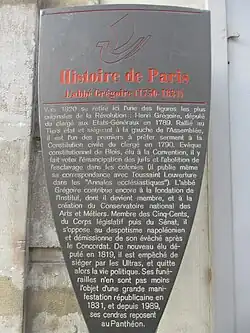 Histoire de Paris
L'abbé Grégoire (1750-1831)
Vers 1820 se retire ici l'une des figures les plus
originales de la Révolution : Henri Grégoire, député
du clergé aux Etats-Généraux en 1789. Rallié au
Tiers état et siégeant à la gauche de l'Assemblée,
il est l'un des premiers à prêter serment à la
Constitution civile du clergé en 1790. Evêque
constitutionnel de Blois, élu à la Convention, il y
fait voter l'émancipation des juifs et l'abolition de
l'esclavage dans les colonies (il publie même
sa correspondance avec Toussaint Louverture
dans les "Annales ecclésiastiques"). L'abbé
Grégoire contribue encore à la fondation de
l'Institut, dont il devient membre, et à la
création du Conservatoire national des
Arts et Métiers. Membre des Cinq-Cents,
du Corps législatif puis du Sénat, il
s'oppose au despotisme napoléonien
et démissionne de son évêché après
le Concordat. De nouveau élu dé-
puté en 1819, il est empêché de
siéger par les Ultras, et quitte
alors la vie politique. Ses funé-
railles n'en sont pas moins
l'objet d'une grande mani-
festation républicaine en
1831, et depuis 1989,
ses cendres reposent
au Panthéon.